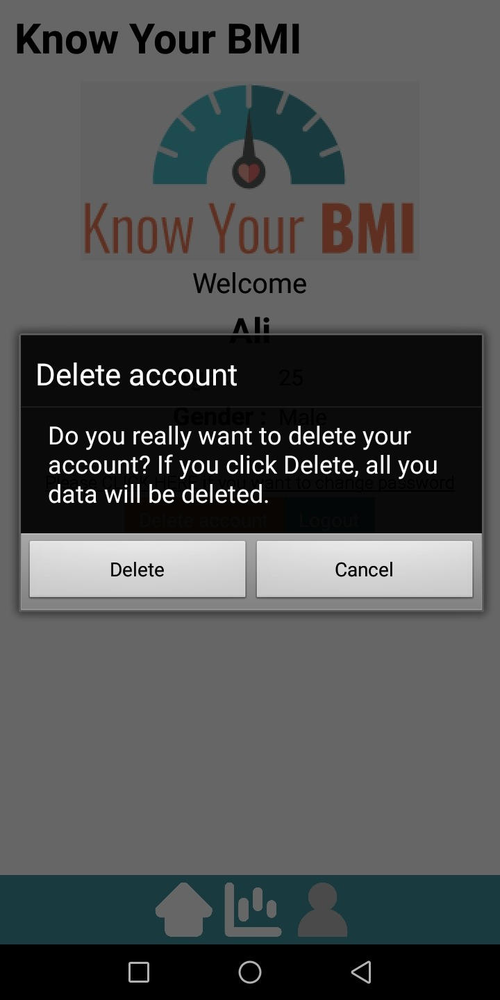 Know Your BMI
Know Your BMI
Welcome
Ali
Delete account
25
Gender : Male
Do you really want to delete your
account? If you click Delete, all you
data will be deleted.
Please CLICK HERE if you want to change password
Delete account Logout
Delete Cancel